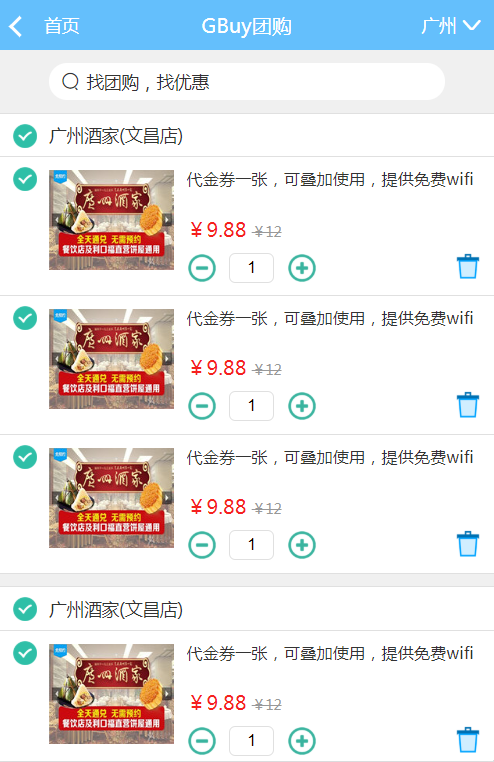 首页 GBuy团购 广州
找团购，找优惠
广州酒家(文昌店)
代金券一张，可叠加使用，提供免费wifi
广州酒家
全天通兑 无需预约
餐饮店及利口福直营饼屋通用
￥9.88 ￥12
1
代金券一张，可叠加使用，提供免费wifi
广州酒家
全天通兑 无需预约
餐饮店及利口福直营饼屋通用
￥9.88 ￥12
1
代金券一张，可叠加使用，提供免费wifi
广州酒家
全天通兑 无需预约
餐饮店及利口福直营饼屋通用
￥9.88 ￥12
1
广州酒家(文昌店)
代金券一张，可叠加使用，提供免费wifi
广州酒家
全天通兑 无需预约
餐饮店及利口福直营饼屋通用
￥9.88 ￥12
1